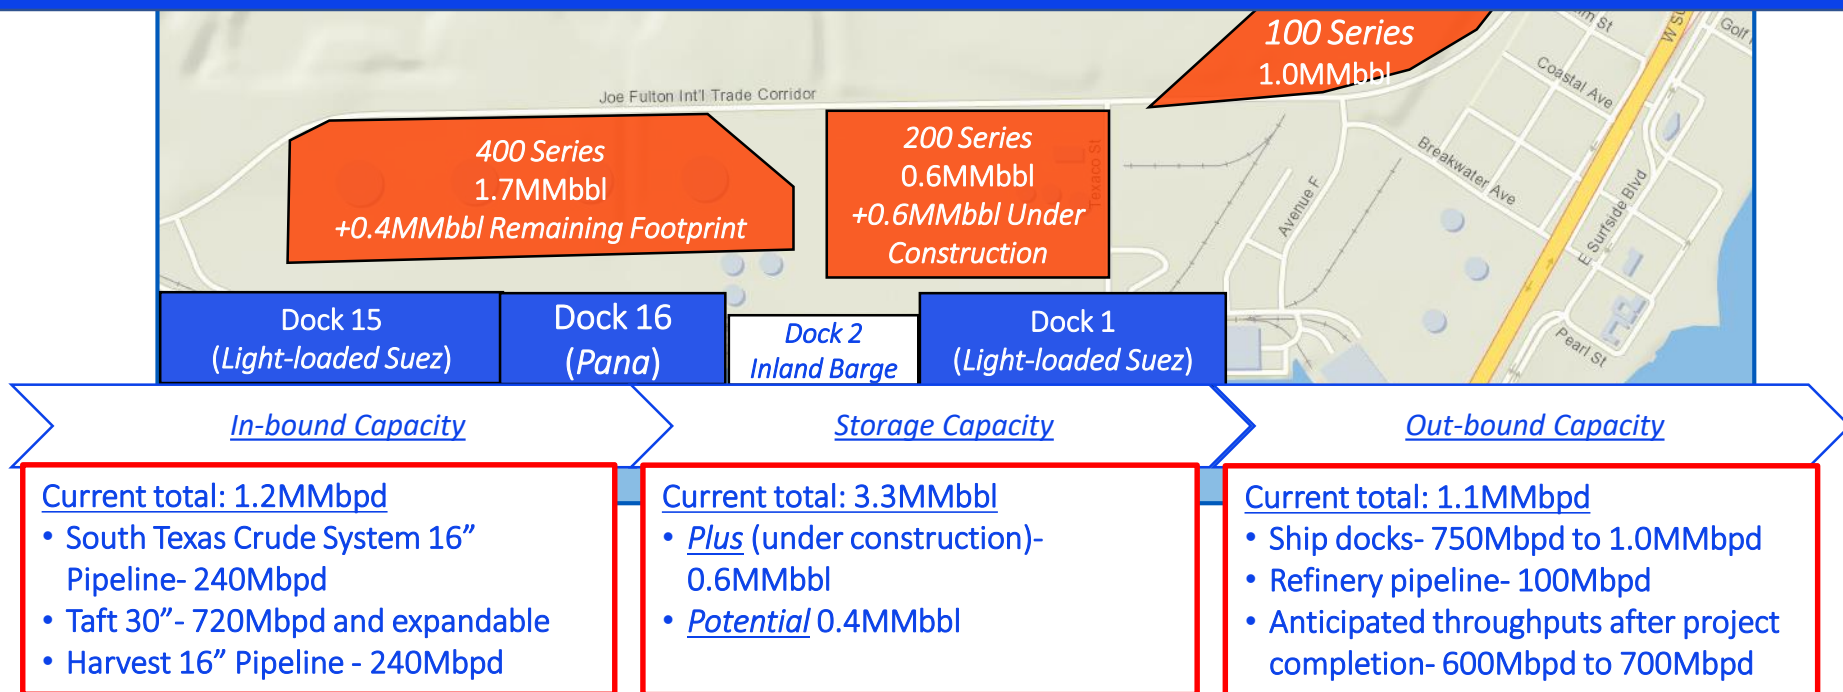 100 Series
1.0MMbbl
Joe Fulton Int'l Trade Corridor
400 Series
1.7MMbbl
+0.4MMbbl Remaining Footprint
200 Series
0.6MMbbl
+0.6MMbbl Under
Construction
Texaco St
Coastal Ave
Breakwater Ave
Avenue F
E Surfside Blvd
Pearl St
Golf
Dock 15
(Light-loaded Suez)
Dock 16
(Pana)
Dock 2
Inland Barge
Dock 1
(Light-loaded Suez)
In-bound Capacity
Storage Capacity
Out-bound Capacity
Current total: 1.2MMbpd
• South Texas Crude System 16”
Pipeline- 240Mbpd
• Taft 30”- 720Mbpd and expandable
• Harvest 16” Pipeline - 240Mbpd
Current total: 3.3MMbbl
• Plus (under construction)-
0.6MMbbl
• Potential 0.4MMbbl
Current total: 1.1MMbpd
• Ship docks- 750Mbpd to 1.0MMbpd
• Refinery pipeline- 100Mbpd
• Anticipated throughputs after project
completion- 600Mbpd to 700Mbpd